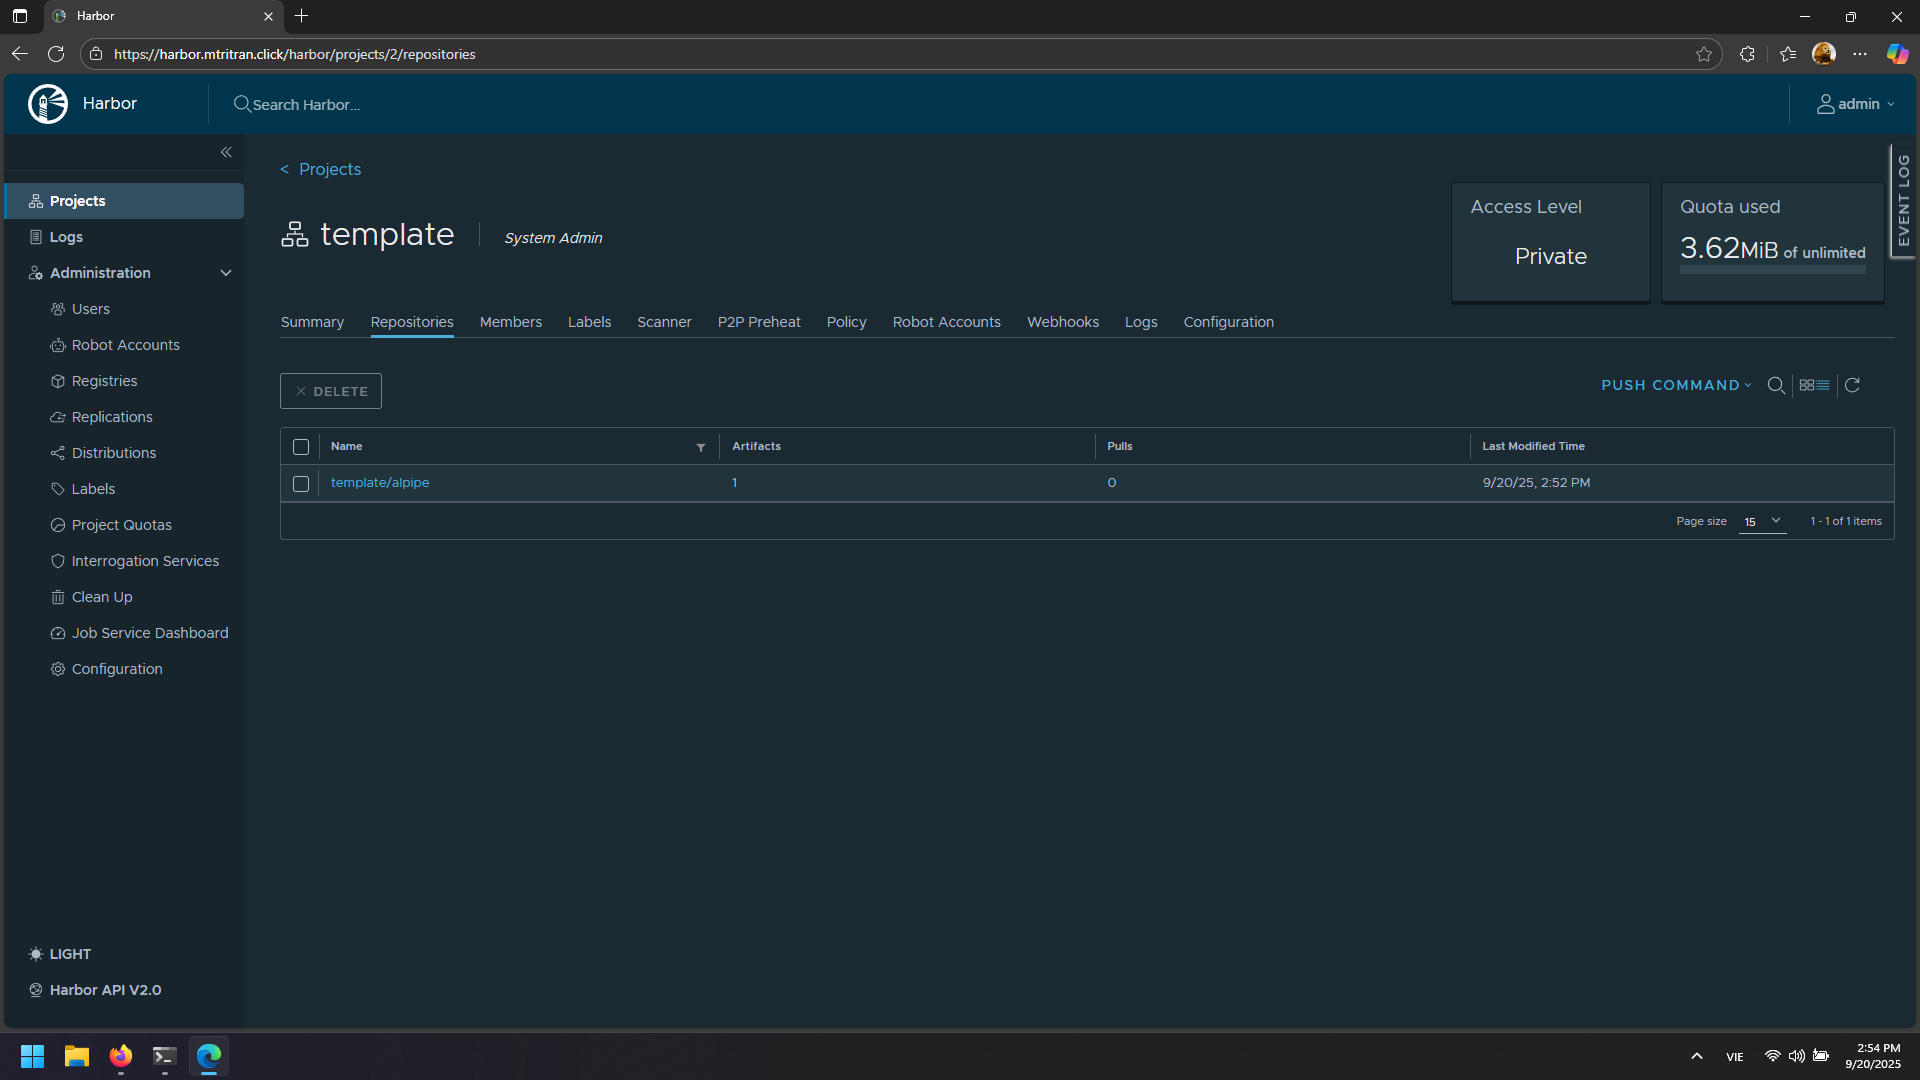 Harbor
https://harbor.mtritran.click/harbor/projects/2/repositories
Harbor
Search Harbor...
admin
Projects
Logs
Administration
Users
Robot Accounts
Registries
Replications
Distributions
Labels
Project Quotas
Interrogation Services
Clean Up
Job Service Dashboard
Configuration
LIGHT
Harbor API V2.0
< Projects
template
System Admin
Access Level
Private
Quota used
3.62MiB of unlimited
EVENT LOG
Summary Repositories Members Labels Scanner P2P Preheat Policy Robot Accounts Webhooks Logs Configuration
DELETE
PUSH COMMAND
Name Artifacts Pulls Last Modified Time
template/alpipe 1 0 9/20/25, 2:52 PM
Page size 15 1 - 1 of 1 items
VIE
2:54 PM
9/20/2025